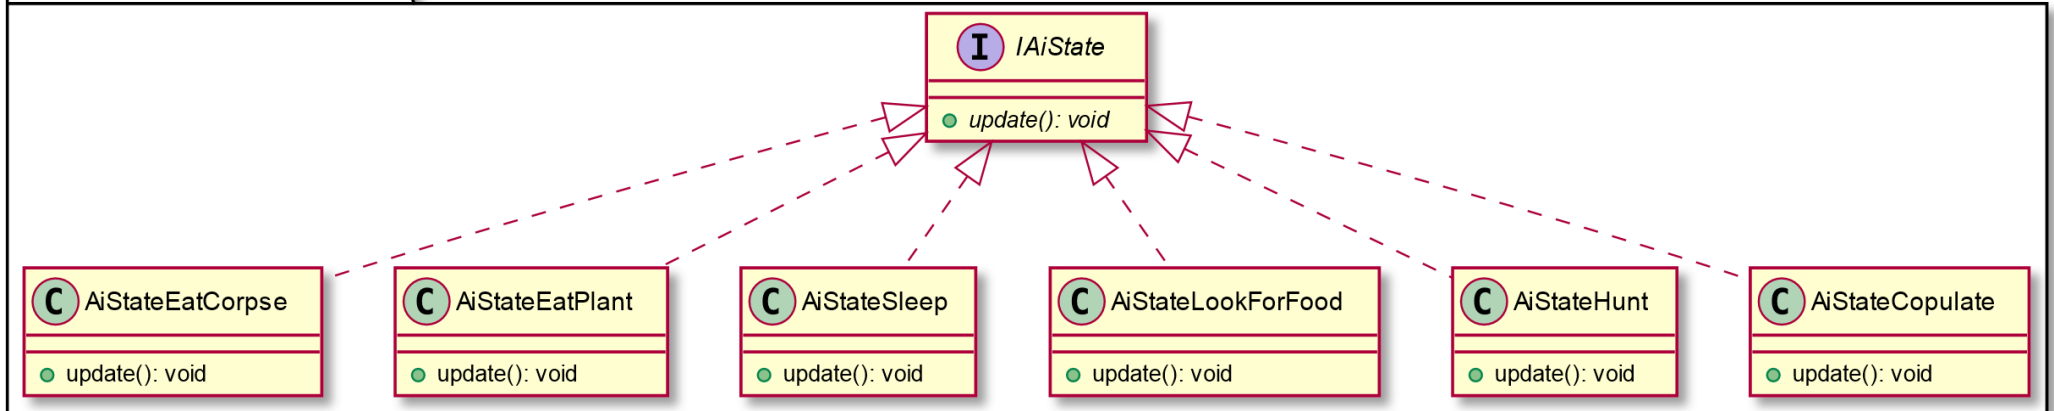 I IAiState
update(): void
C AiStateEatCorpse
C AiStateEatPlant
C AiStateSleep
C AiStateLookForFood
C AiStateHunt
C AiStateCopulate
update(): void
update(): void
update(): void
update(): void
update(): void
update(): void